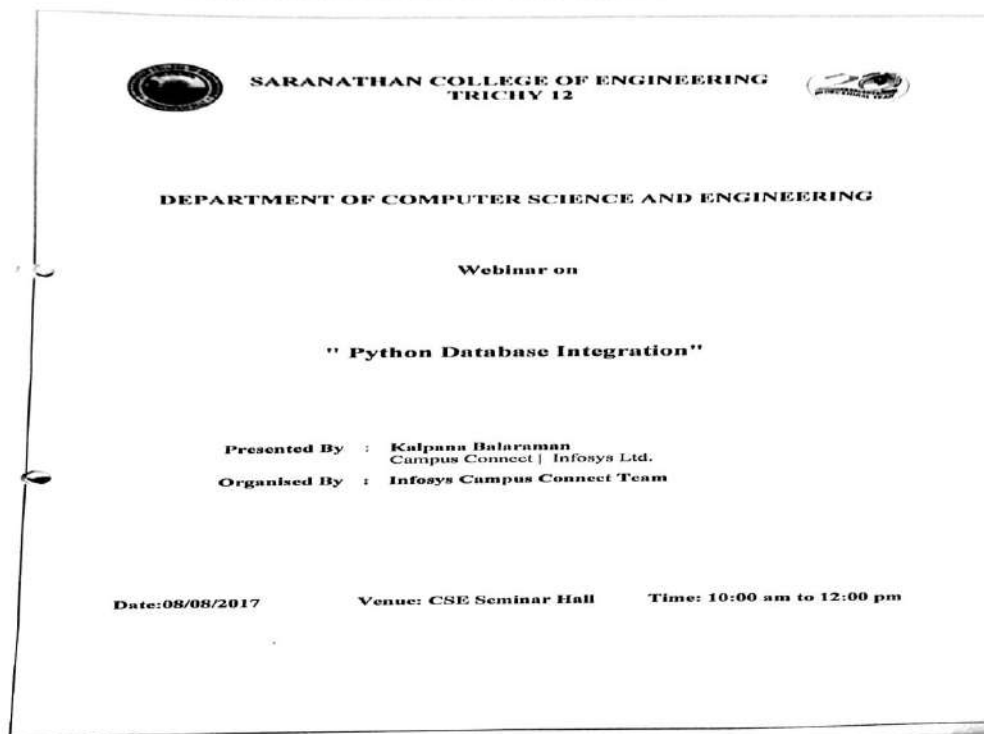 SARANATHAN COLLEGE OF ENGINEERING
TRICHY 12
DEPARTMENT OF COMPUTER SCIENCE AND ENGINEERING
Webinar on
" Python Database Integration"
Presented By : Kalpana Balaraman
Campus Connect | Infosys Ltd.
Organised By : Infosys Campus Connect Team
Date:08/08/2017 Venue: CSE Seminar Hall Time: 10:00 am to 12:00 pm